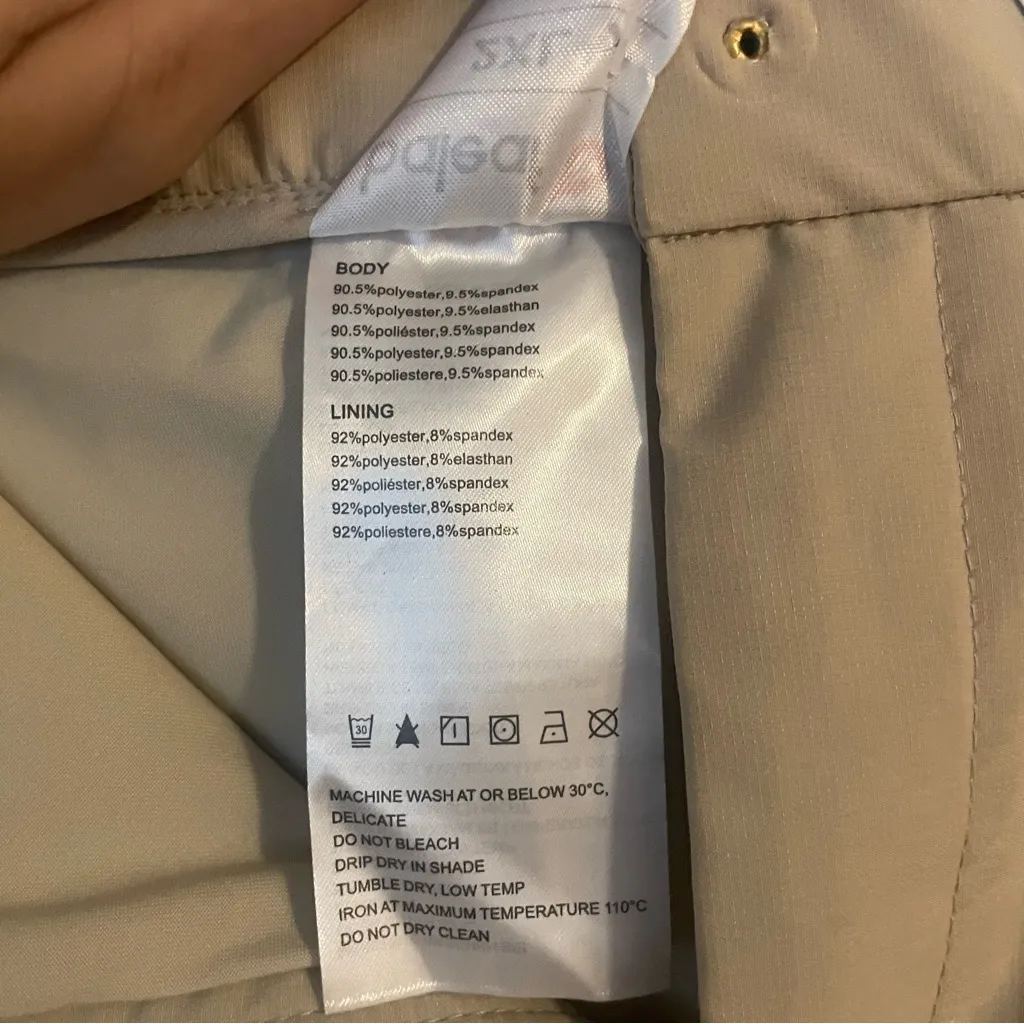 2XL
BODY
90.5%polyester,9.5%spandex
90.5%polyester,9.5%elasthan
90.5%poliéster,9.5%spandex
90.5%polyester,9.5%spandex
90.5%poliestere,9.5%spandex
LINING
92%polyester,8%spandex
92%polyester,8%elasthan
92%poliéster,8%spandex
92%polyester,8%spandex
92%poliestere,8%spandex
30
MACHINE WASH AT OR BELOW 30°C,
DELICATE
DO NOT BLEACH
DRIP DRY IN SHADE
TUMBLE DRY, LOW TEMP
IRON AT MAXIMUM TEMPERATURE 110°C
DO NOT DRY CLEAN